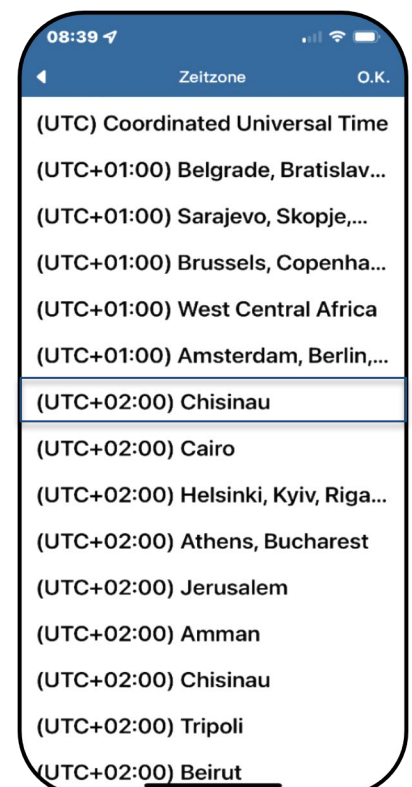 08:39
Zeitzone O.K.
(UTC) Coordinated Universal Time
(UTC+01:00) Belgrade, Bratislav...
(UTC+01:00) Sarajevo, Skopje,...
(UTC+01:00) Brussels, Copenha...
(UTC+01:00) West Central Africa
(UTC+01:00) Amsterdam, Berlin,...
(UTC+02:00) Chisinau
(UTC+02:00) Cairo
(UTC+02:00) Helsinki, Kyiv, Riga...
(UTC+02:00) Athens, Bucharest
(UTC+02:00) Jerusalem
(UTC+02:00) Amman
(UTC+02:00) Chisinau
(UTC+02:00) Tripoli
(UTC+02:00) Beirut